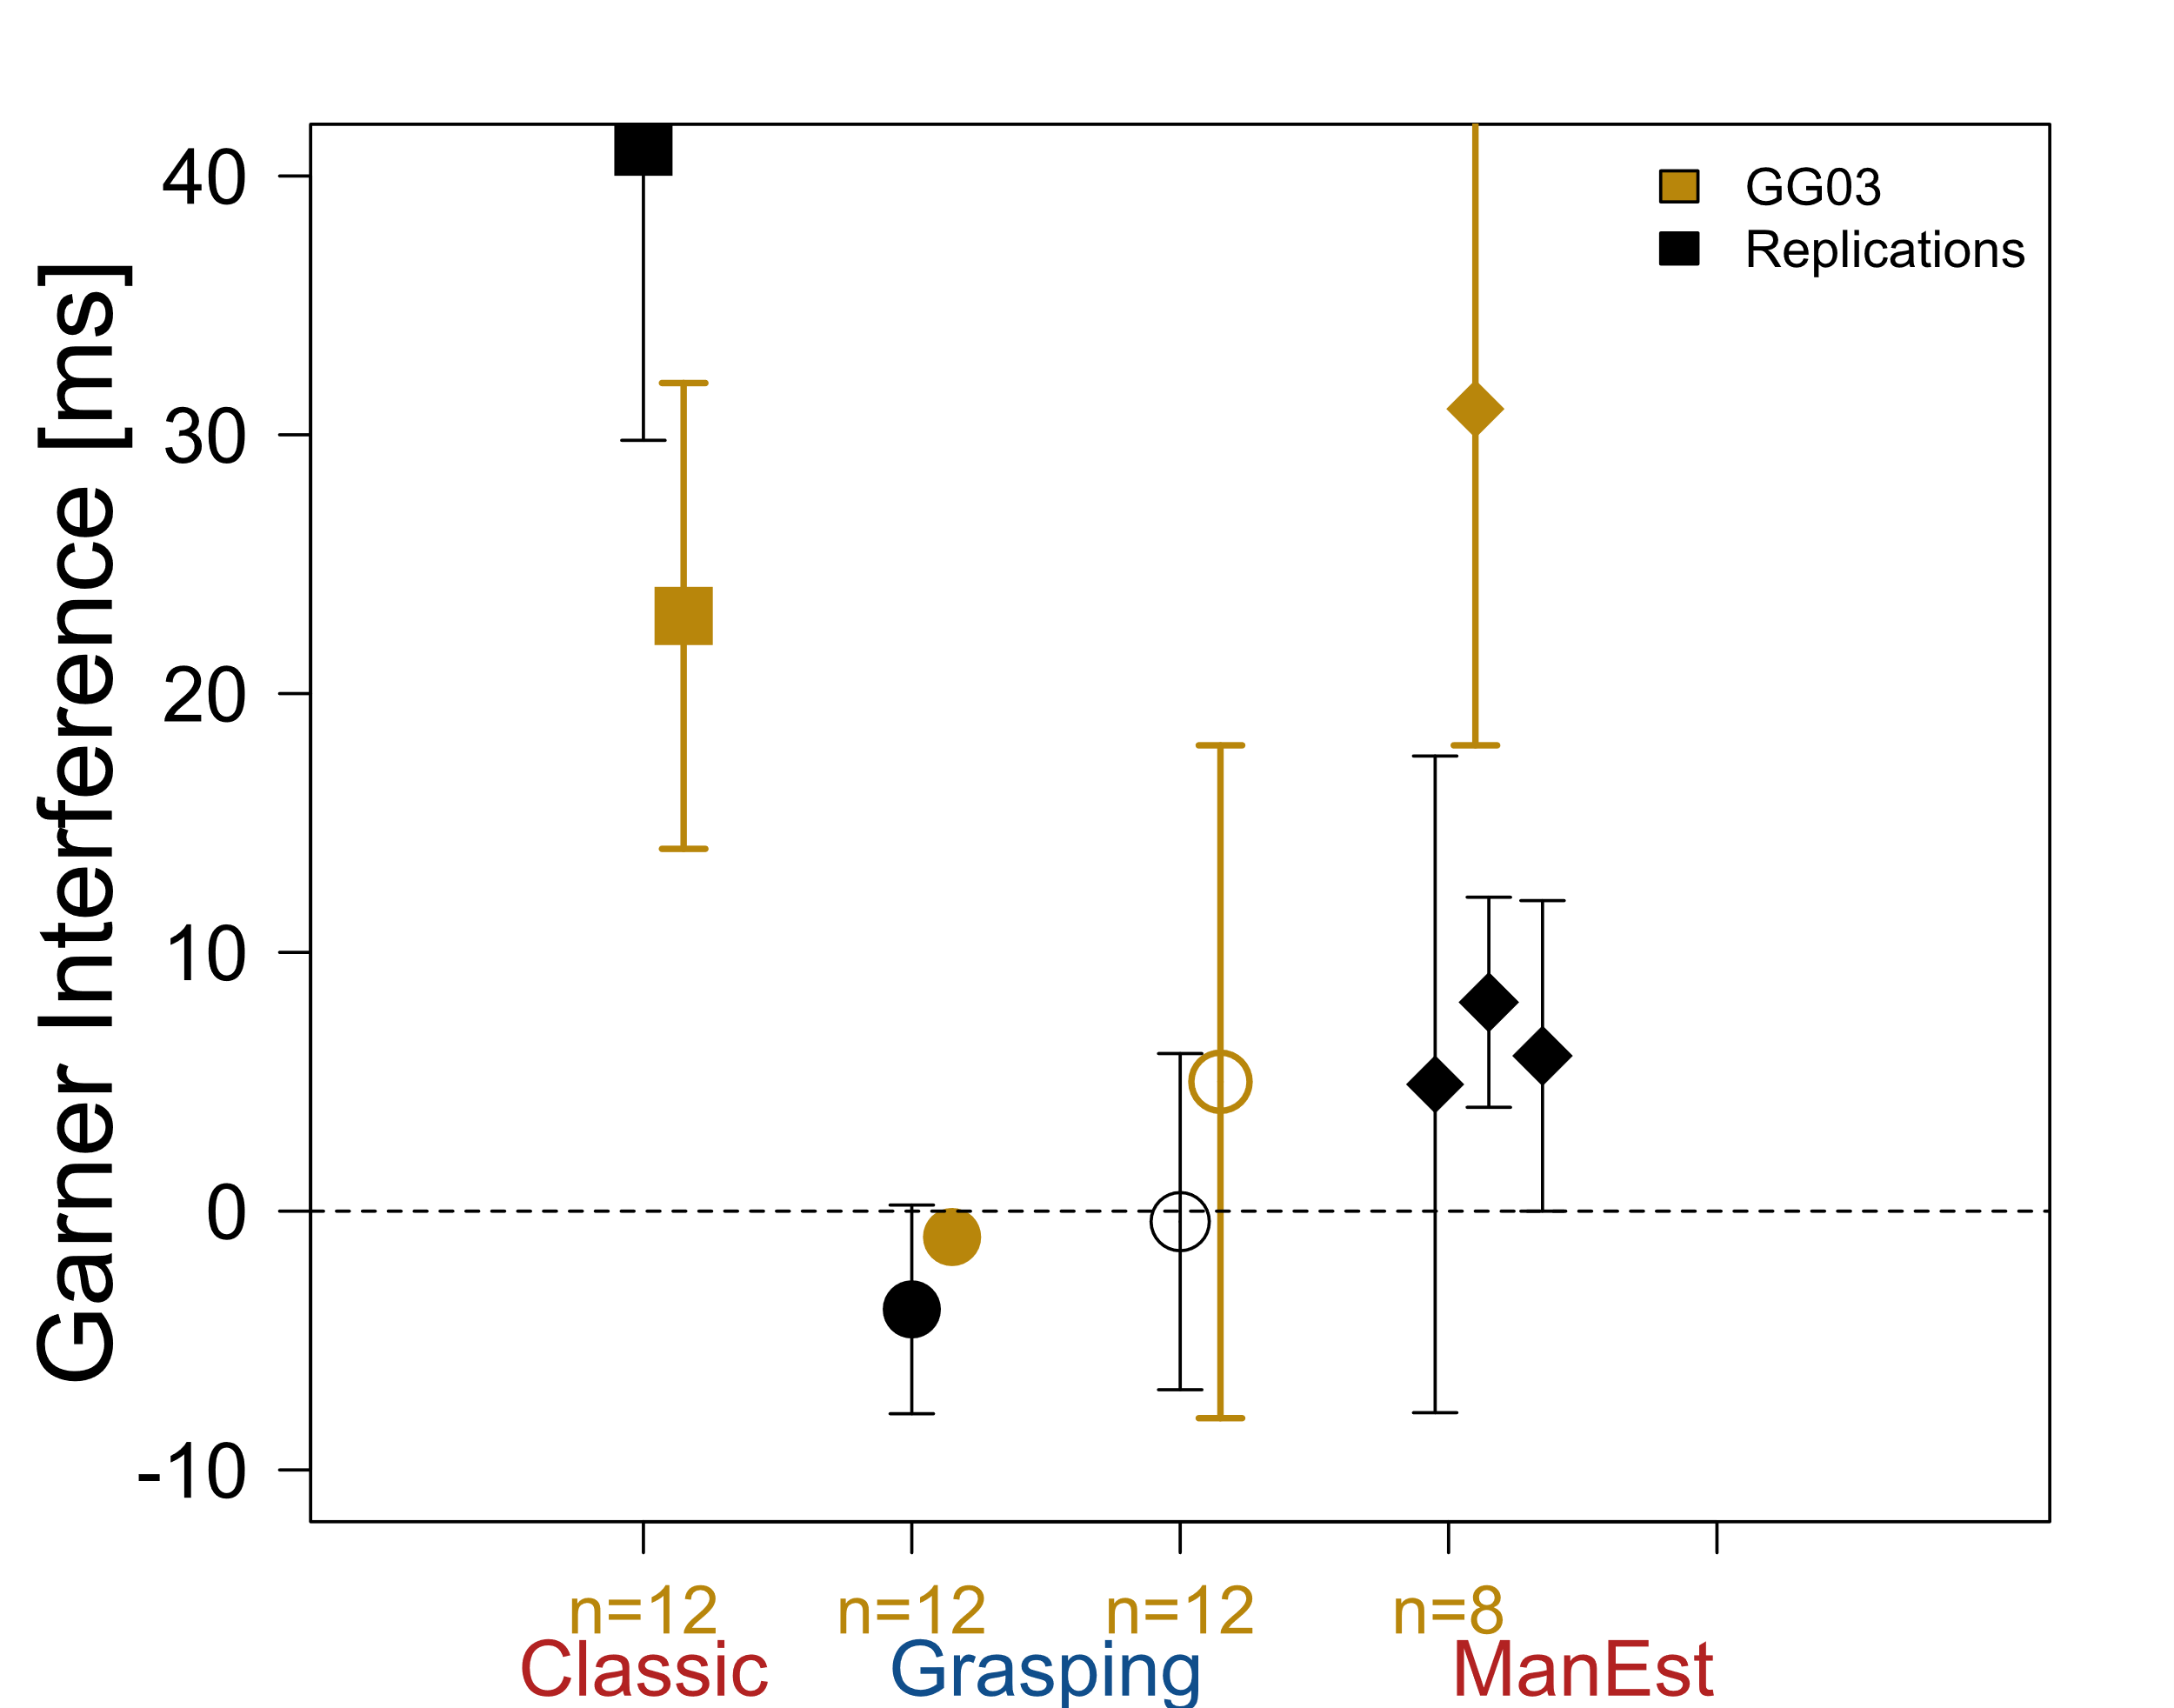 Garner Interference [ms]
40
30
20
10
0
-10
GG03
Replications
n=12 n=12 n=12 n=8
Classic Grasping ManEst